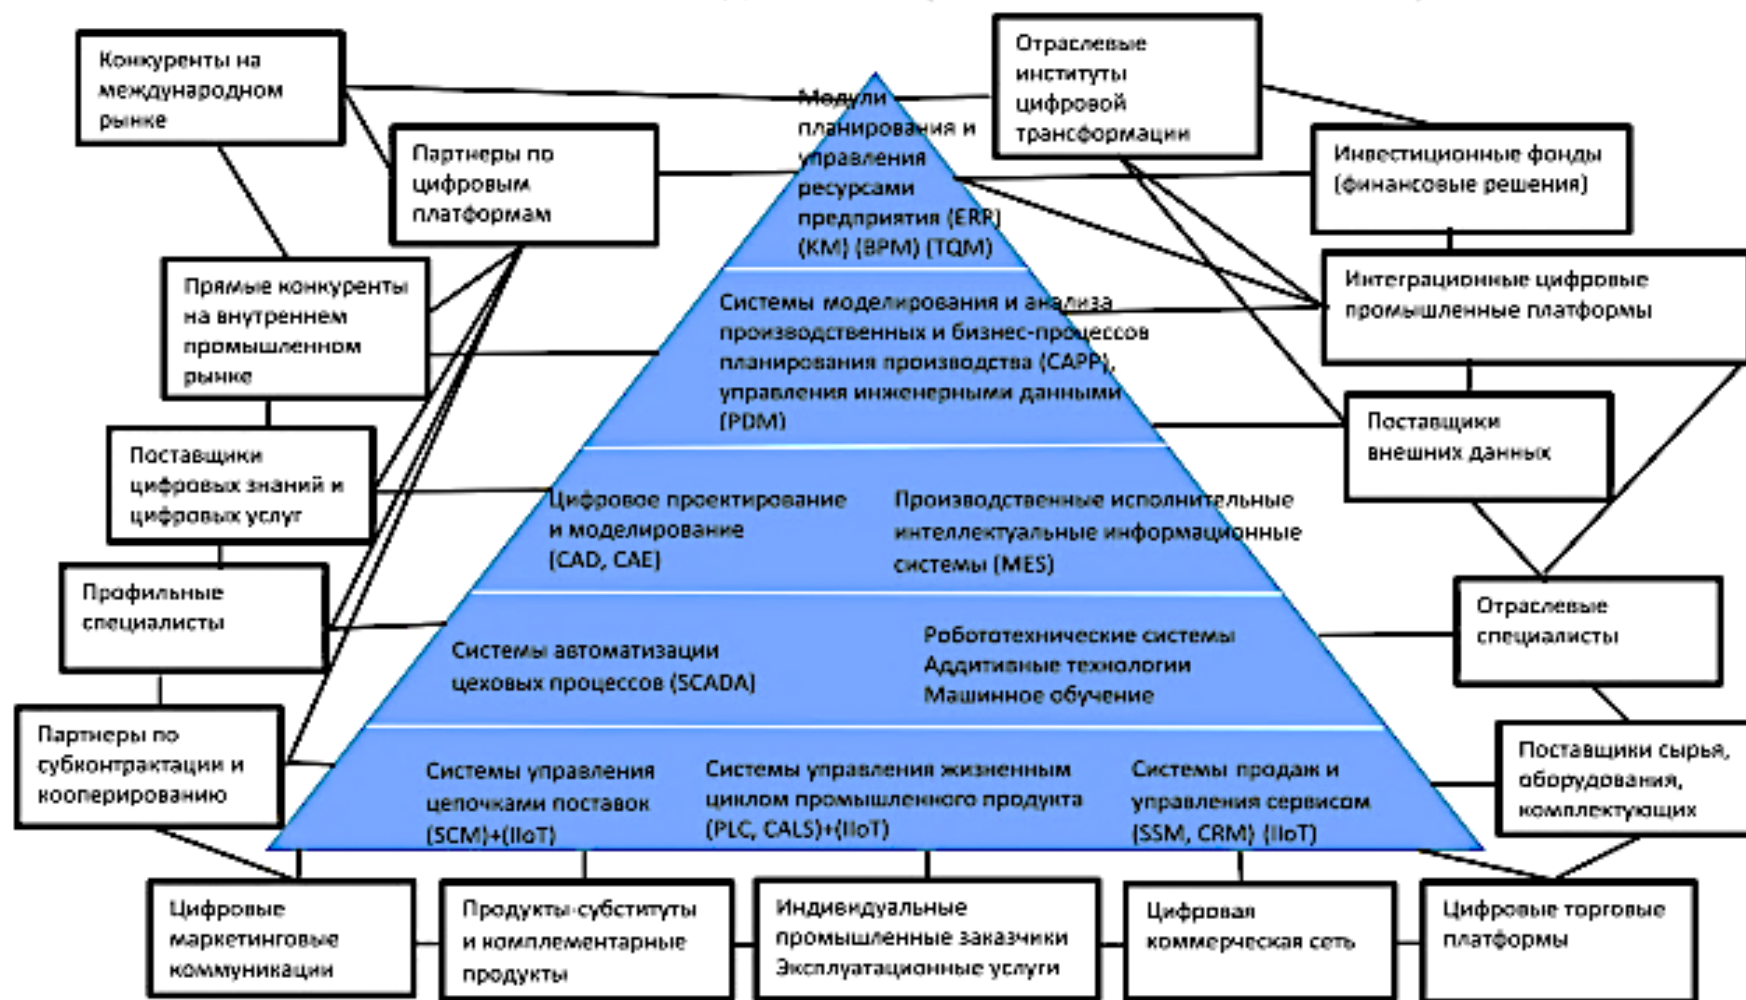 Конкуренты на
международном
рынке
Отраслевые
институты
цифровой
трансформации
Партнеры по
цифровым
платформам
Модули
планирования и
управления
ресурсами
предприятия (ERP)
(KM) (BPM) (TQM)
Инвестиционные фонды
(финансовые решения)
Прямые конкуренты
на внутреннем
промышленном
рынке
Системы моделирования и анализа
производственных и бизнес-процессов
планирования производства (CAPP),
управления инженерными данными
(PDM)
Интеграционные цифровые
промышленные платформы
Поставщики
внешних данных
Поставщики
цифровых знаний и
цифровых услуг
Цифровое проектирование
и моделирование
(CAD, CAE)
Производственные исполнительные
интеллектуальные информационные
системы (MES)
Профильные
специалисты
Системы автоматизации
цеховых процессов (SCADA)
Робототехнические системы
Аддитивные технологии
Машинное обучение
Отраслевые
специалисты
Партнеры по
субконтрактации и
кооперированию
Системы управления
цепочками поставок
(SCM)+(IIoT)
Системы управления жизненным
циклом промышленного продукта
(PLC, CALS)+(IIoT)
Системы продаж и
управления сервисом
(SSM, CRM) (IIoT)
Поставщики сырья,
оборудования,
комплектующих
Цифровые
маркетинговые
коммуникации
Продукты-субституты
и комплементарные
продукты
Индивидуальные
промышленные заказчики
Эксплуатационные услуги
Цифровая
коммерческая сеть
Цифровые торговые
платформы